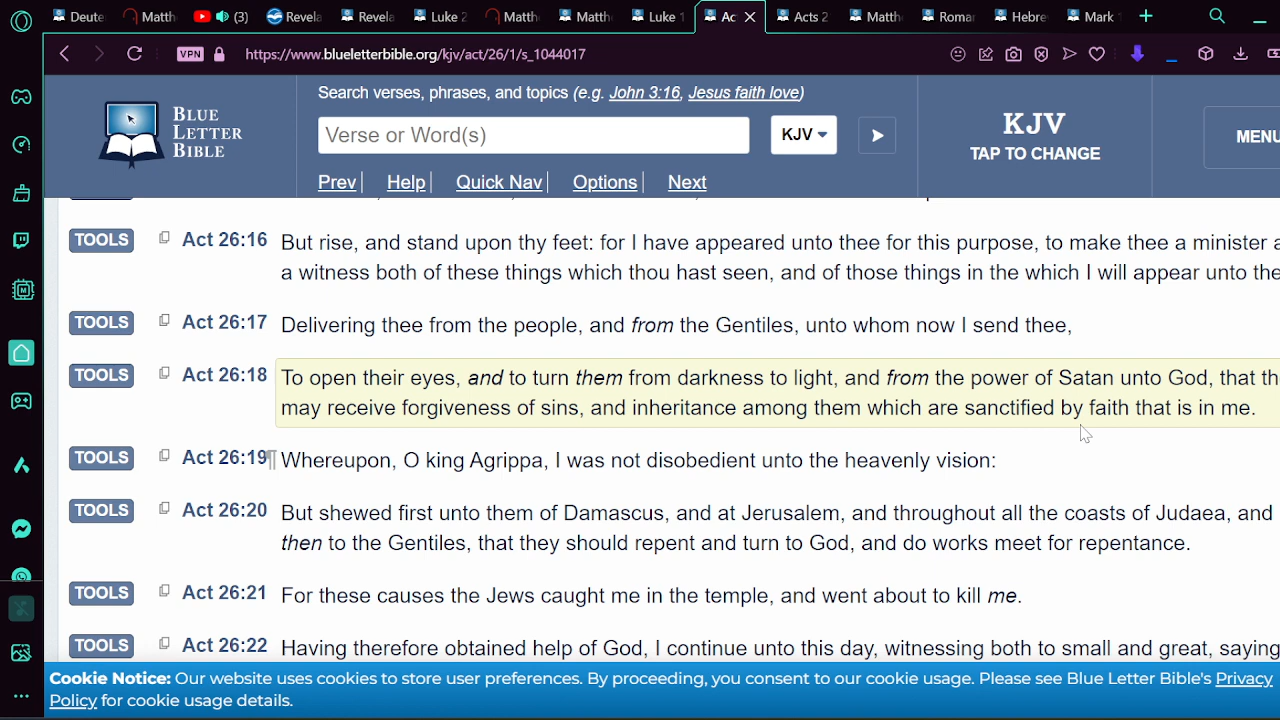 Deute Matth (3) Revela Revela Luke 2 Matth Matth Luke 1 Ac Acts 2 Matth Roma Hebre Mark 1
VPN https://www.blueletterbible.org/kjv/act/26/1/s_1044017
BLUE
LETTER
BIBLE
Search verses, phrases, and topics (e.g. John 3:16, Jesus faith love)
Verse or Word(s)
KJV
Prev Help Quick Nav Options Next
KJV
TAP TO CHANGE
MENU
TOOLS Act 26:16 But rise, and stand upon thy feet: for I have appeared unto thee for this purpose, to make thee a minister a
a witness both of these things which thou hast seen, and of those things in the which I will appear unto the
TOOLS Act 26:17 Delivering thee from the people, and from the Gentiles, unto whom now I send thee,
TOOLS Act 26:18 To open their eyes, and to turn them from darkness to light, and from the power of Satan unto God, that th
may receive forgiveness of sins, and inheritance among them which are sanctified by faith that is in me.
TOOLS Act 26:19 ¶ Whereupon, O king Agrippa, I was not disobedient unto the heavenly vision:
TOOLS Act 26:20 But shewed first unto them of Damascus, and at Jerusalem, and throughout all the coasts of Judaea, and
then to the Gentiles, that they should repent and turn to God, and do works meet for repentance.
TOOLS Act 26:21 For these causes the Jews caught me in the temple, and went about to kill me.
TOOLS Act 26:22 Having therefore obtained help of God, I continue unto this day, witnessing both to small and great, saying
Cookie Notice: Our website uses cookies to store user preferences. By proceeding, you consent to our cookie usage. Please see Blue Letter Bible's Privacy
Policy for cookie usage details.